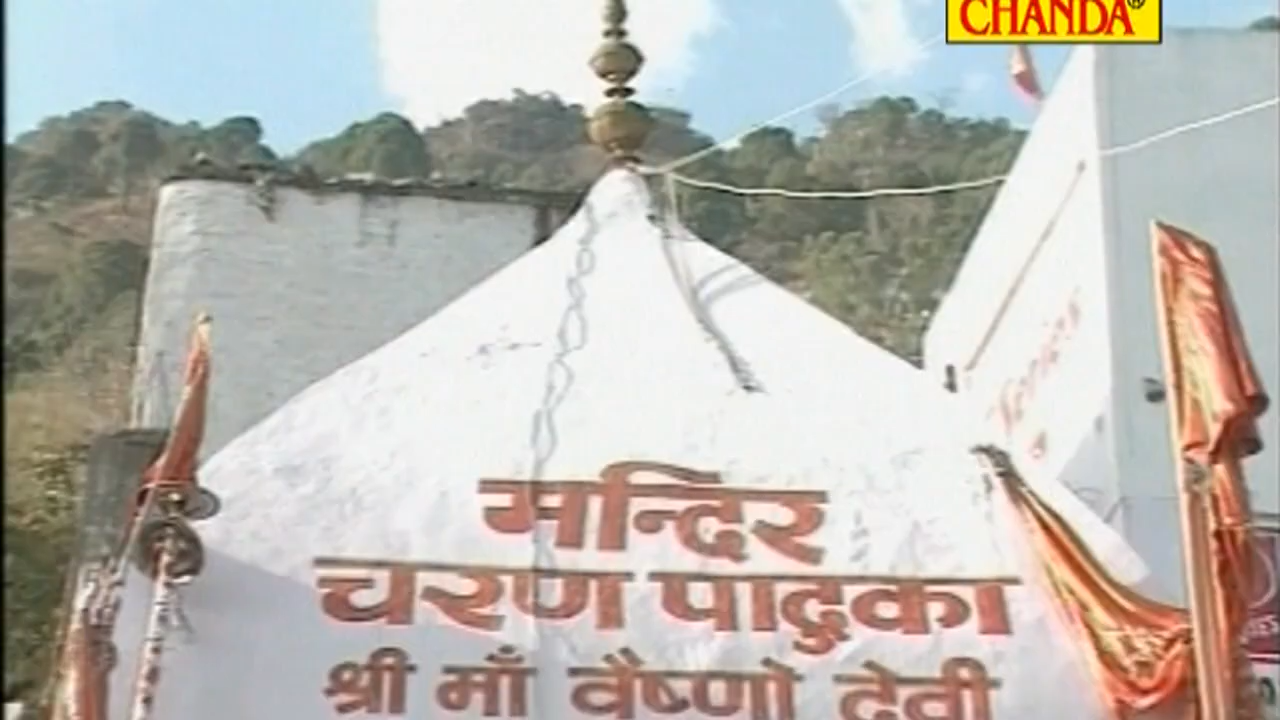 CHANDA®
मन्दिर
चरण पादुका
श्री माँ वैष्णो देवी